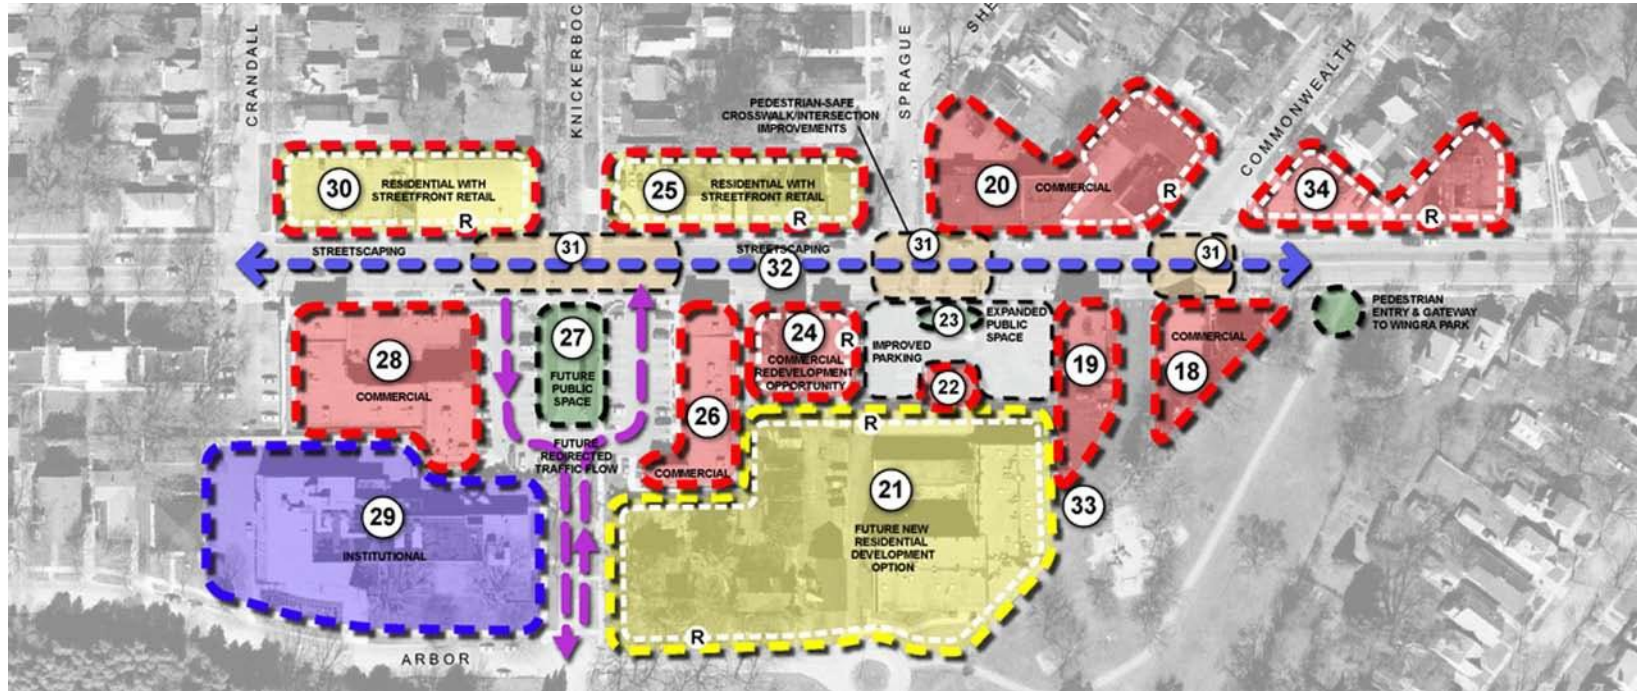 CRANDALL
KNICKERBOC
SPRAGUE
SHE
COMMONWEALTH
PEDESTRIAN-SAFE
CROSSWALK/INTERSECTION
IMPROVEMENTS
30
RESIDENTIAL WITH
STREETFRONT RETAIL
R
25
RESIDENTIAL WITH
STREETFRONT RETAIL
R
20
COMMERCIAL
R
34
R
STREETSCAPING
31
STREETSCAPING
32
31
31
28
COMMERCIAL
27
FUTURE
PUBLIC
SPACE
26
COMMERCIAL
24
R
COMMERCIAL
REDEVELOPMENT
OPPORTUNITY
23
EXPANDED
PUBLIC
SPACE
IMPROVED
PARKING
22
19
COMMERCIAL
18
PEDESTRIAN
ENTRY & GATEWAY
TO WINGRA PARK
FUTURE
REDIRECTED
TRAFFIC FLOW
29
INSTITUTIONAL
R
21
FUTURE NEW
RESIDENTIAL
DEVELOPMENT
OPTION
R
33
ARBOR